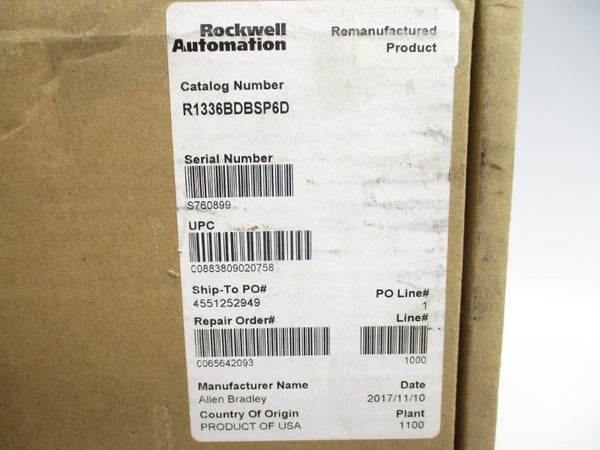 Rockwell
Automation
Remanufactured
Product
Catalog Number
R1336BDBSP6D
Serial Number
S760899
UPC
00883809020758
Ship-To PO#
4551252949
PO Line#
1
Repair Order#
Line#
0065642093
1000
Manufacturer Name
Date
Allen Bradley
2017/11/10
Country Of Origin
Plant
PRODUCT OF USA
1100